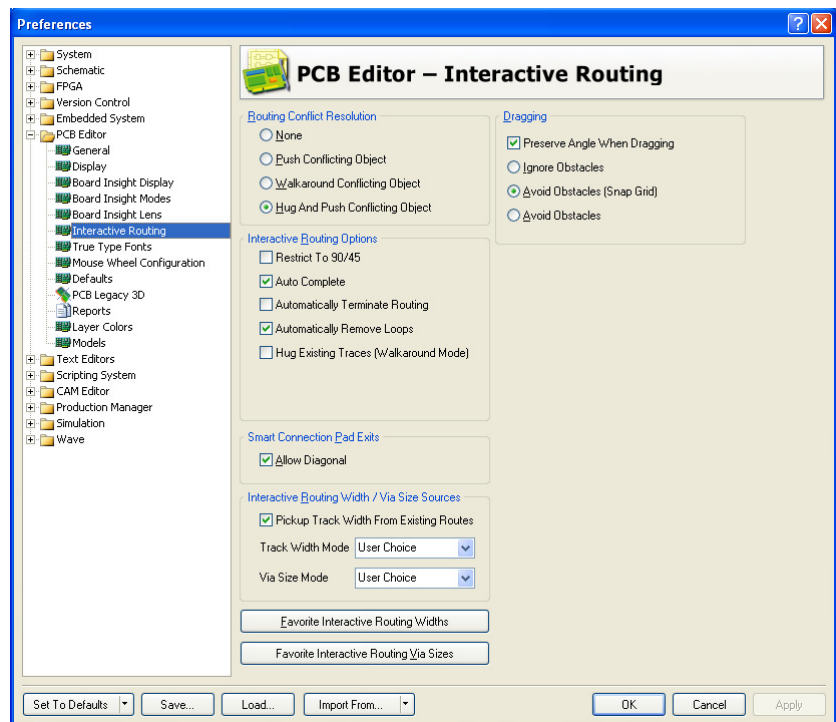 Preferences
System
Schematic
FPGA
Version Control
Embedded System
PCB Editor
General
Display
Board Insight Display
Board Insight Modes
Board Insight Lens
Interactive Routing
True Type Fonts
Mouse Wheel Configuration
Defaults
PCB Legacy 3D
Reports
Layer Colors
Models
Text Editors
Scripting System
CAM Editor
Production Manager
Simulation
Wave
PCB Editor – Interactive Routing
Routing Conflict Resolution
None
Push Conflicting Object
Walkaround Conflicting Object
Hug And Push Conflicting Object
Dragging
Preserve Angle When Dragging
Ignore Obstacles
Avoid Obstacles (Snap Grid)
Avoid Obstacles
Interactive Routing Options
Restrict To 90/45
Auto Complete
Automatically Terminate Routing
Automatically Remove Loops
Hug Existing Traces (Walkaround Mode)
Smart Connection Pad Exits
Allow Diagonal
Interactive Routing Width / Via Size Sources
Pickup Track Width From Existing Routes
Track Width Mode User Choice
Via Size Mode User Choice
Favorite Interactive Routing Widths
Favorite Interactive Routing Via Sizes
Set To Defaults Save... Load... Import From... OK Cancel Apply